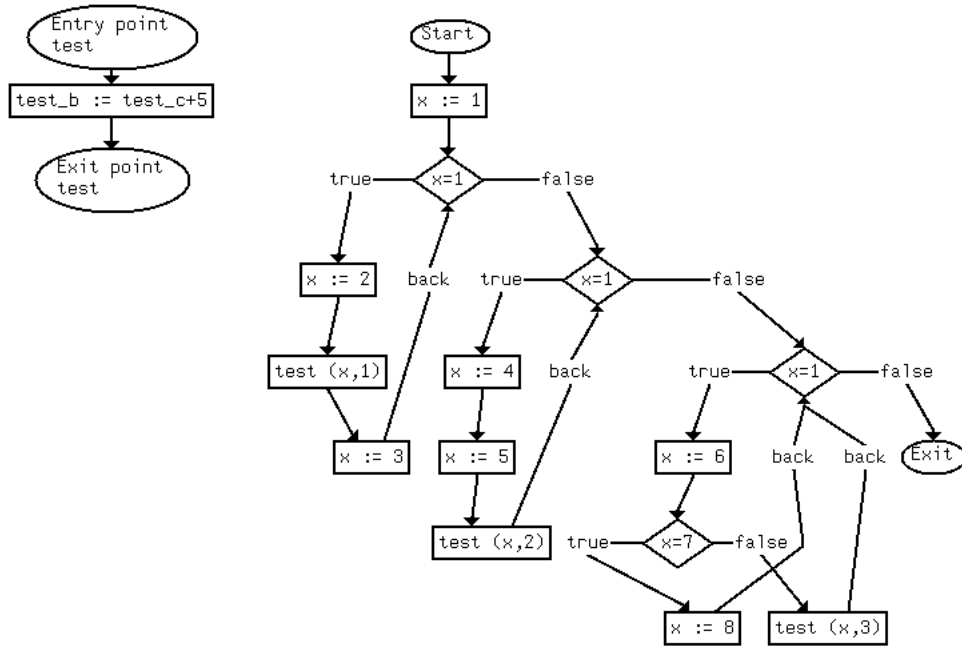 Entry point
test
test_b := test_c+5
Exit point
test
Start
x := 1
true
x=1
false
x := 2
back
true
x=1
false
test (x,1)
x := 4
back
true
x=1
false
x := 3
x := 5
x := 6
back
back
Exit
test (x,2)
true
x=7
false
x := 8
test (x,3)